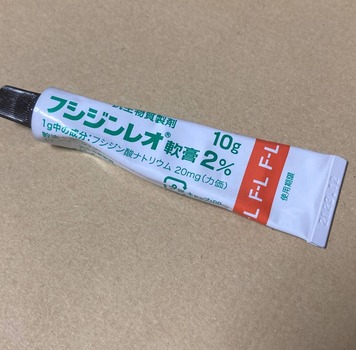 抗生物質製剤
フシジンレオ® 軟膏2% 10g
1g中の成分:フシジン酸ナトリウム 20mg(力価)
L F-L F-L
使用期限